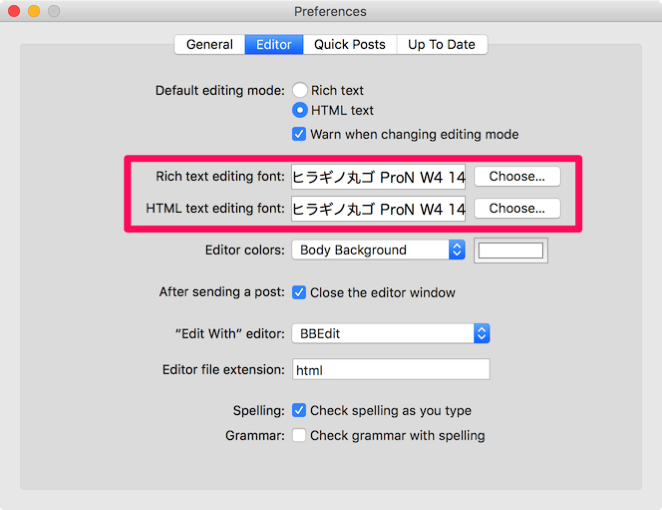 Preferences
General Editor Quick Posts Up To Date
Default editing mode: Rich text
HTML text
Warn when changing editing mode
Rich text editing font: ヒラギノ丸ゴ ProN W4 14 Choose...
HTML text editing font: ヒラギノ丸ゴ ProN W4 14 Choose...
Editor colors: Body Background
After sending a post: Close the editor window
“Edit With” editor: BBEdit
Editor file extension: html
Spelling: Check spelling as you type
Grammar: Check grammar with spelling